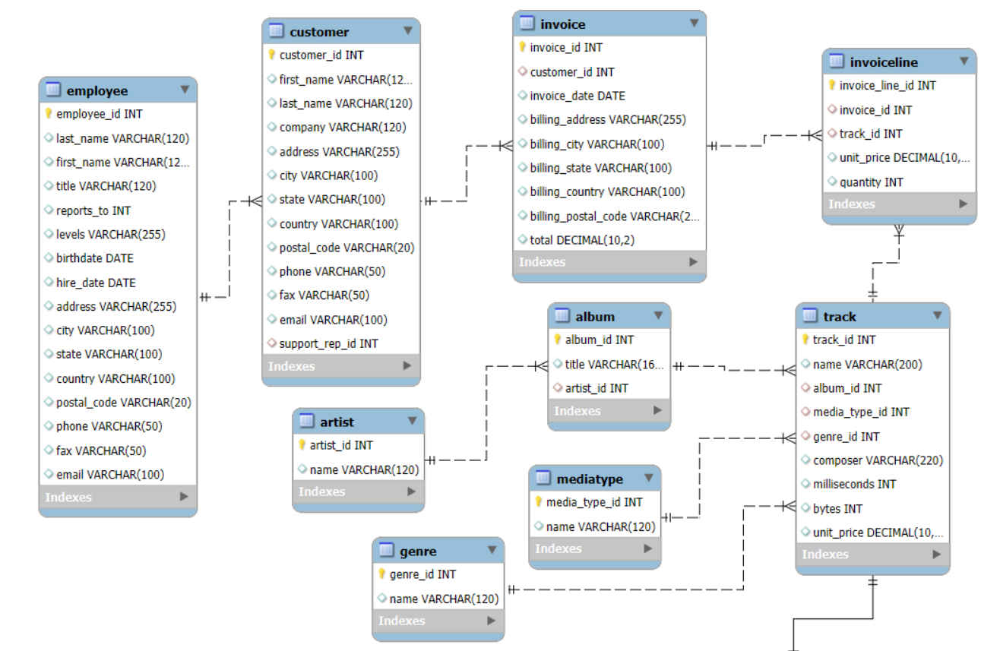 employee
employee_id INT
last_name VARCHAR(120)
first_name VARCHAR(12...
title VARCHAR(120)
reports_to INT
levels VARCHAR(255)
birthdate DATE
hire_date DATE
address VARCHAR(255)
city VARCHAR(100)
state VARCHAR(100)
country VARCHAR(100)
postal_code VARCHAR(20)
phone VARCHAR(50)
fax VARCHAR(50)
email VARCHAR(100)
Indexes
customer
customer_id INT
first_name VARCHAR(12...
last_name VARCHAR(120)
company VARCHAR(120)
address VARCHAR(255)
city VARCHAR(100)
state VARCHAR(100)
country VARCHAR(100)
postal_code VARCHAR(20)
phone VARCHAR(50)
fax VARCHAR(50)
email VARCHAR(100)
support_rep_id INT
Indexes
invoice
invoice_id INT
customer_id INT
invoice_date DATE
billing_address VARCHAR(255)
billing_city VARCHAR(100)
billing_state VARCHAR(100)
billing_country VARCHAR(100)
billing_postal_code VARCHAR(2...
total DECIMAL(10,2)
Indexes
invoiceline
invoice_line_id INT
invoice_id INT
track_id INT
unit_price DECIMAL(10,...
quantity INT
Indexes
album
album_id INT
title VARCHAR(16...
artist_id INT
Indexes
track
track_id INT
name VARCHAR(200)
album_id INT
media_type_id INT
genre_id INT
composer VARCHAR(220)
milliseconds INT
bytes INT
unit_price DECIMAL(10,...
Indexes
artist
artist_id INT
name VARCHAR(120)
Indexes
mediatype
media_type_id INT
name VARCHAR(120)
Indexes
genre
genre_id INT
name VARCHAR(120)
Indexes